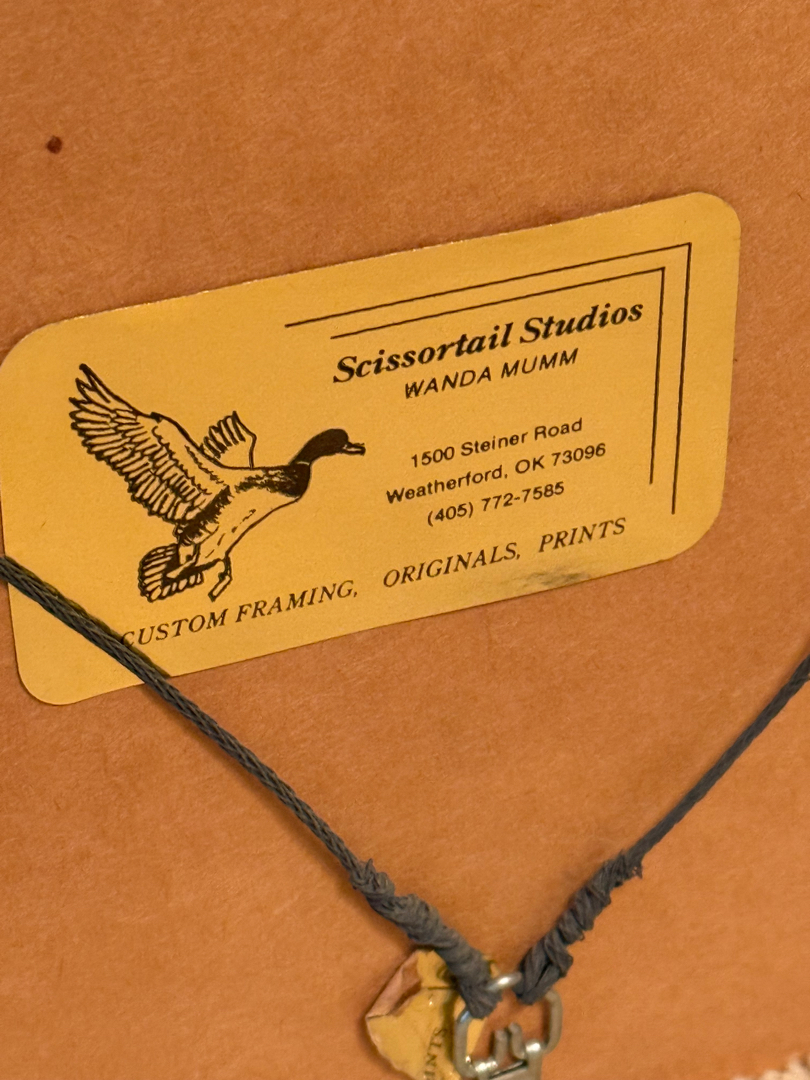 Scissortail Studios
WANDA MUMM
1500 Steiner Road
Weatherford, OK 73096
(405) 772-7585
CUSTOM FRAMING, ORIGINALS, PRINTS